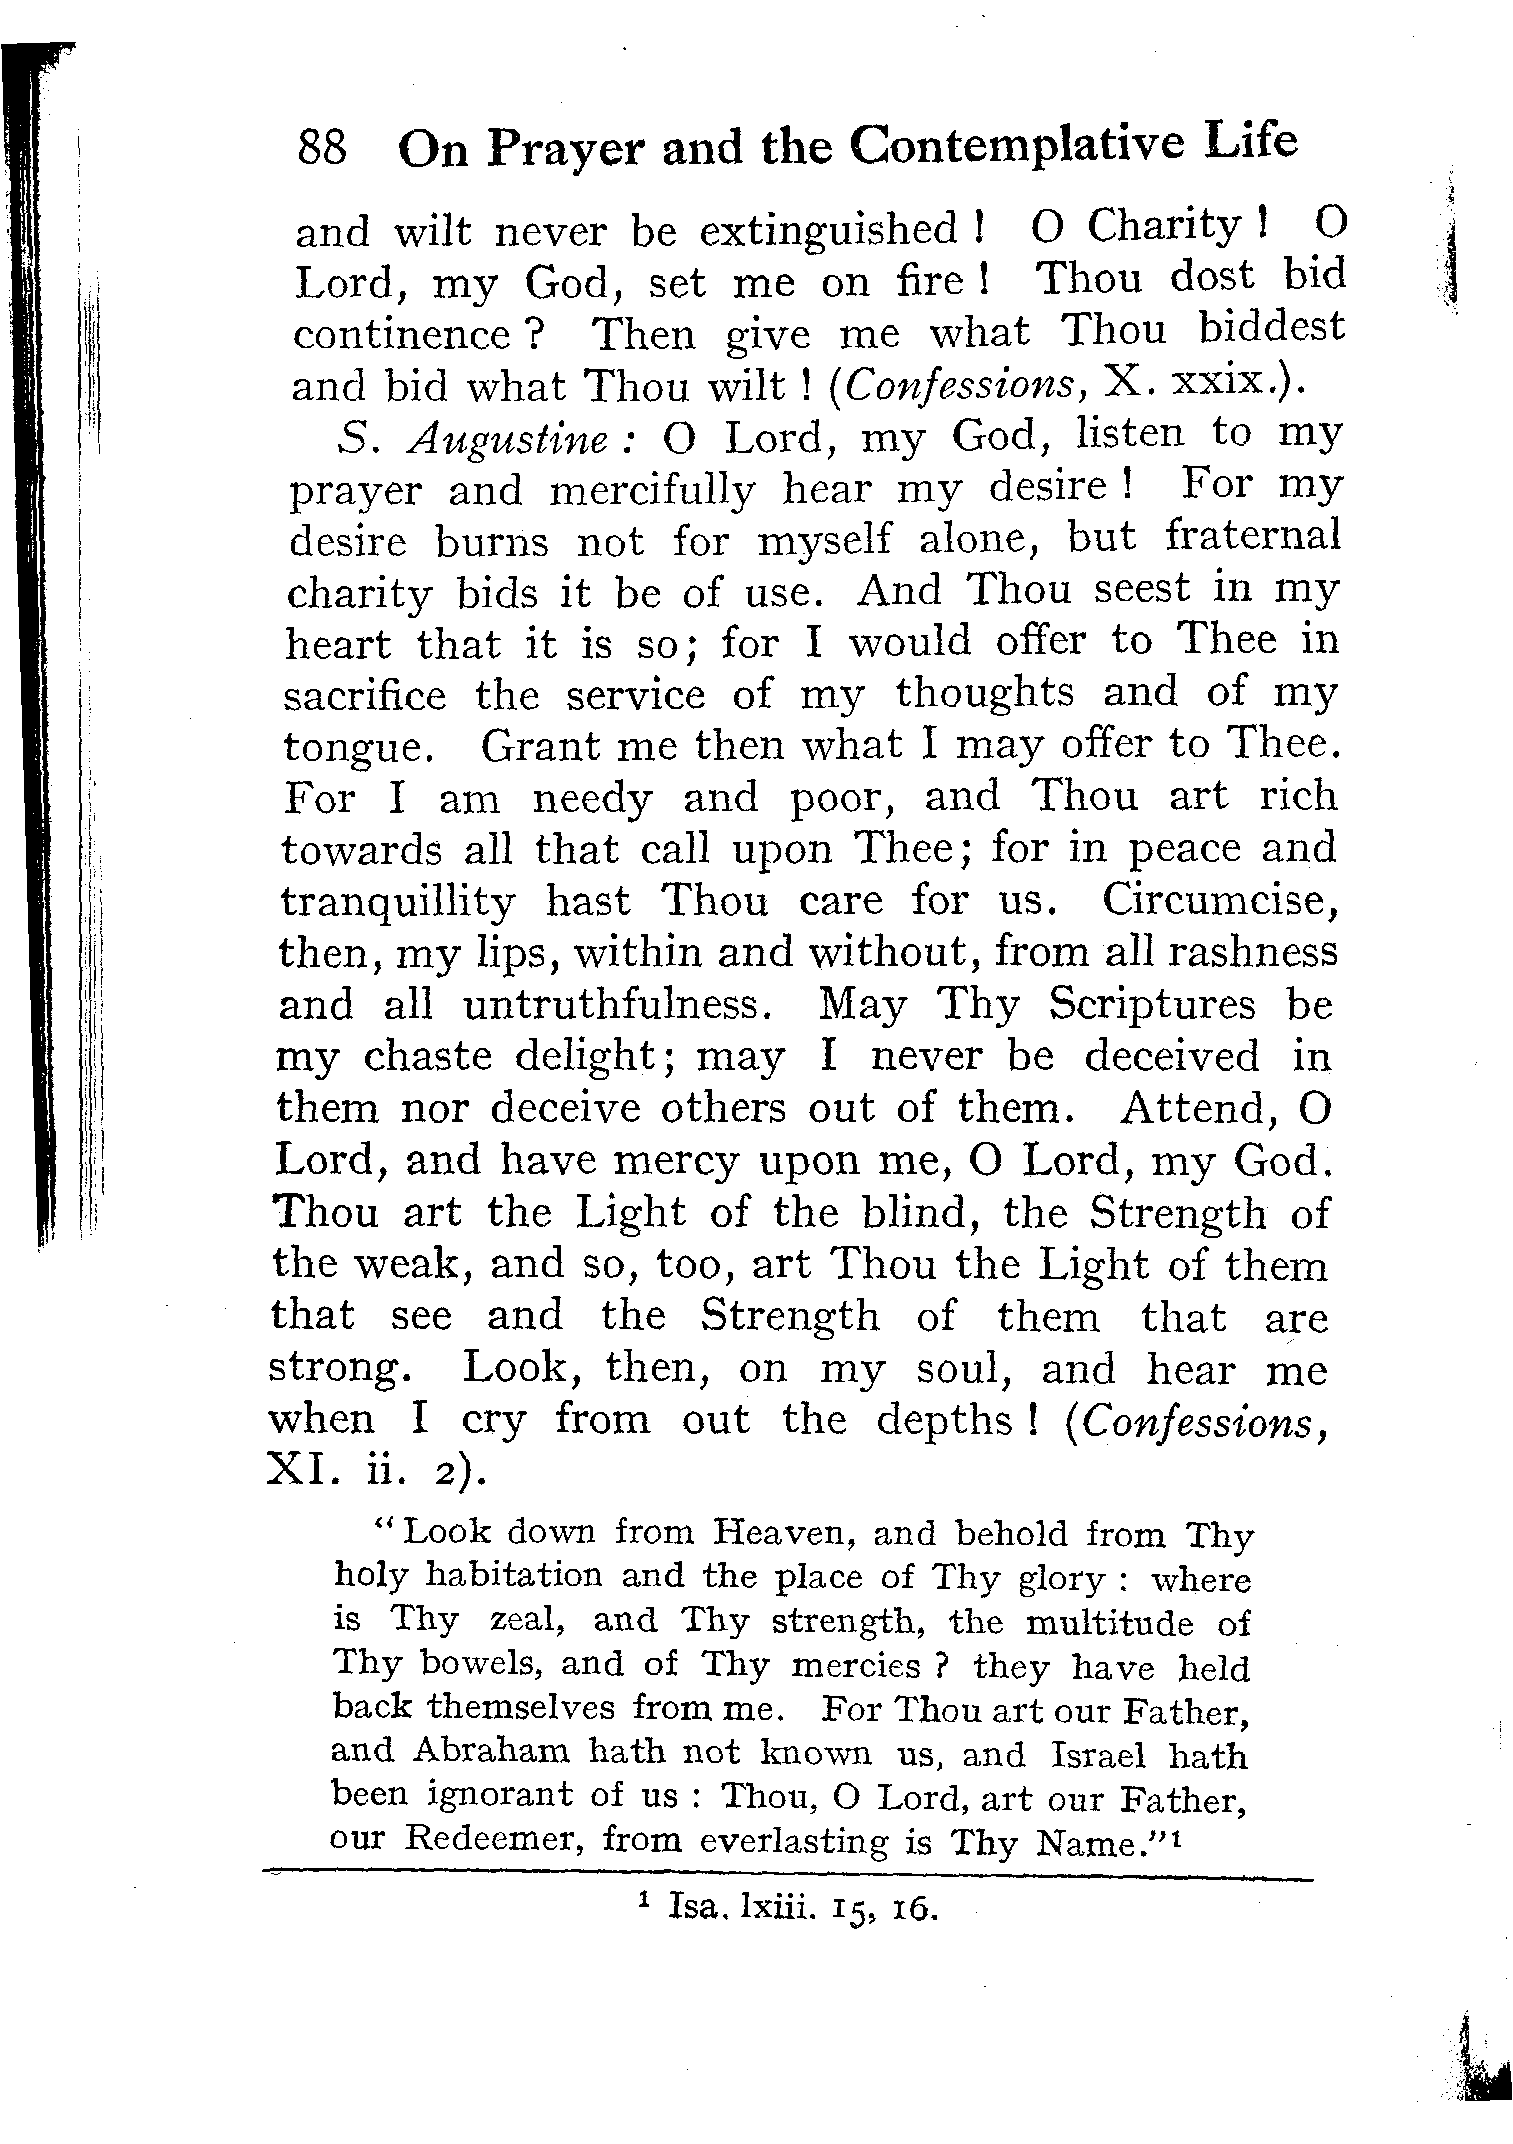 88 On Prayer and the Contemplative Life
and wilt never be extinguished ! O Charity ! O
Lord, my God, set me on fire ! Thou dost bid
continence ? Then give me what Thou biddest
and bid what Thou wilt ! (Confessions, X. xxix.).
S. Augustine : O Lord, my God, listen to my
prayer and mercifully hear my desire ! For my
desire burns not for myself alone, but fraternal
charity bids it be of use. And Thou seest in my
heart that it is so; for I would offer to Thee in
sacrifice the service of my thoughts and of my
tongue. Grant me then what I may offer to Thee.
For I am needy and poor, and Thou art rich
towards all that call upon Thee; for in peace and
tranquillity hast Thou care for us. Circumcise,
then, my lips, within and without, from all rashness
and all untruthfulness. May Thy Scriptures be
my chaste delight; may I never be deceived in
them nor deceive others out of them. Attend, O
Lord, and have mercy upon me, O Lord, my God.
Thou art the Light of the blind, the Strength of
the weak, and so, too, art Thou the Light of them
that see and the Strength of them that are
strong. Look, then, on my soul, and hear me
when I cry from out the depths ! (Confessions,
XI. ii. 2).
“Look down from Heaven, and behold from Thy
holy habitation and the place of Thy glory : where
is Thy zeal, and Thy strength, the multitude of
Thy bowels, and of Thy mercies ? they have held
back themselves from me. For Thou art our Father,
and Abraham hath not known us, and Israel hath
been ignorant of us : Thou, O Lord, art our Father,
our Redeemer, from everlasting is Thy Name.”¹
¹ Isa. lxiii. 15, 16.